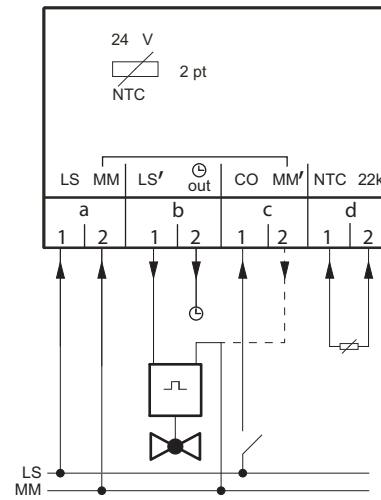 24 V
2 pt
NTC
LS MM LS' out CO MM' NTC 22k
a b c d
1 2 1 2 1 2 1 2
LS
MM